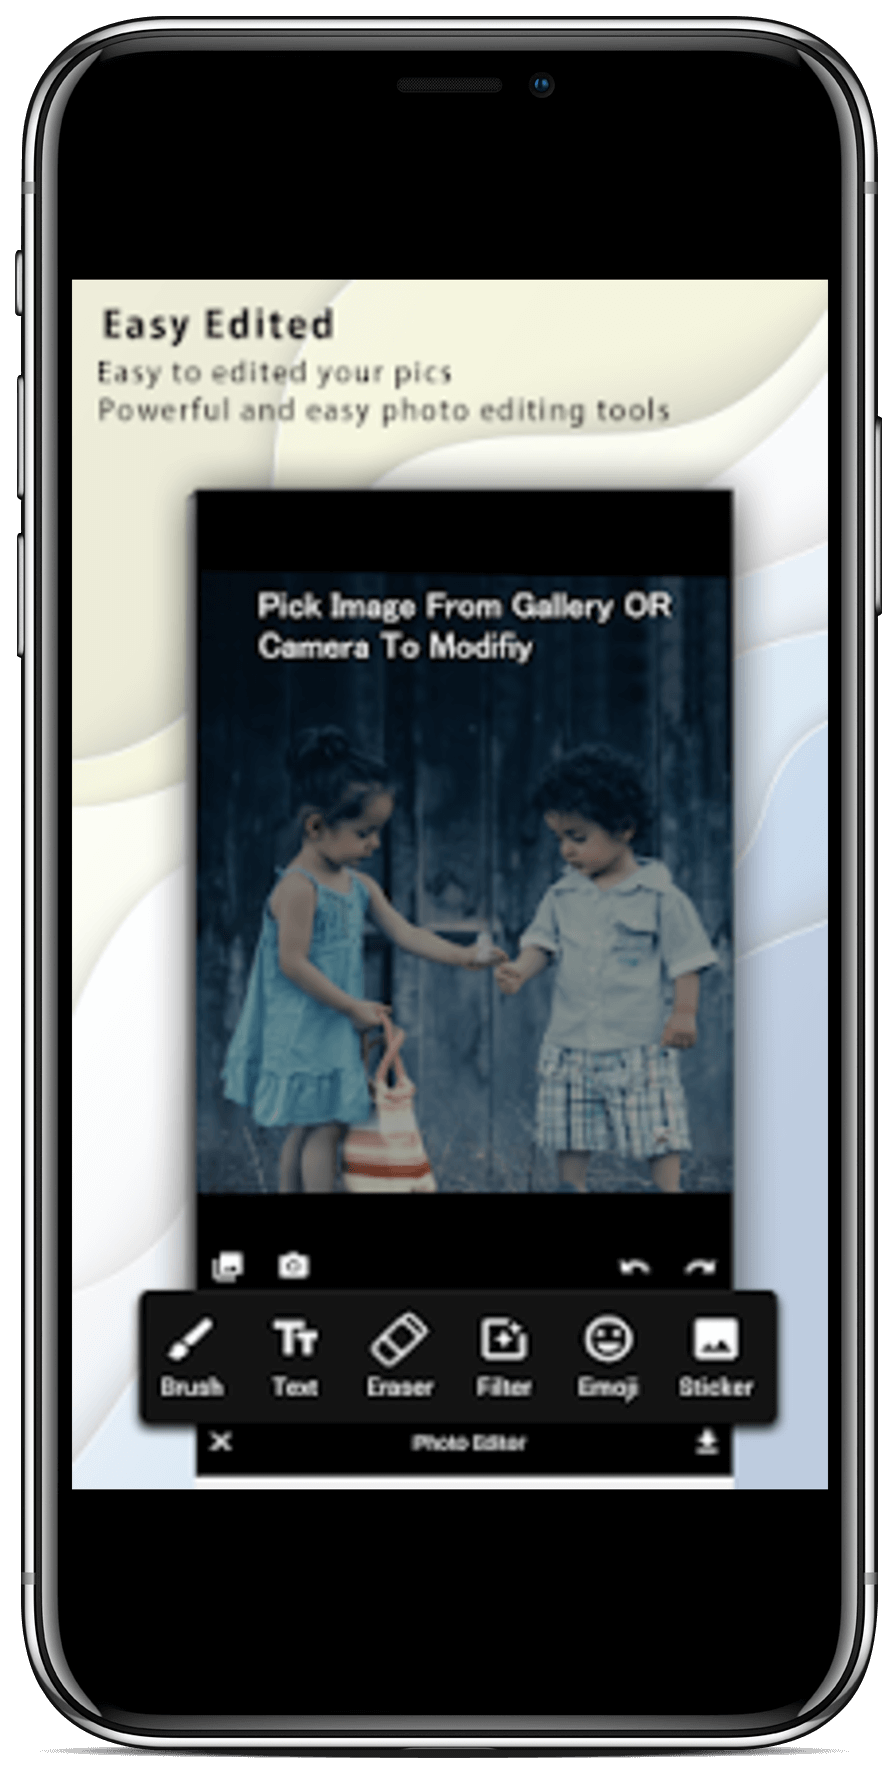 Easy Edited
Easy to edited your pics
Powerful and easy photo editing tools
Pick Image From Gallery OR
Camera To Modifiy
Brush Text Eraser Filter Emoji Sticker
Photo Editor